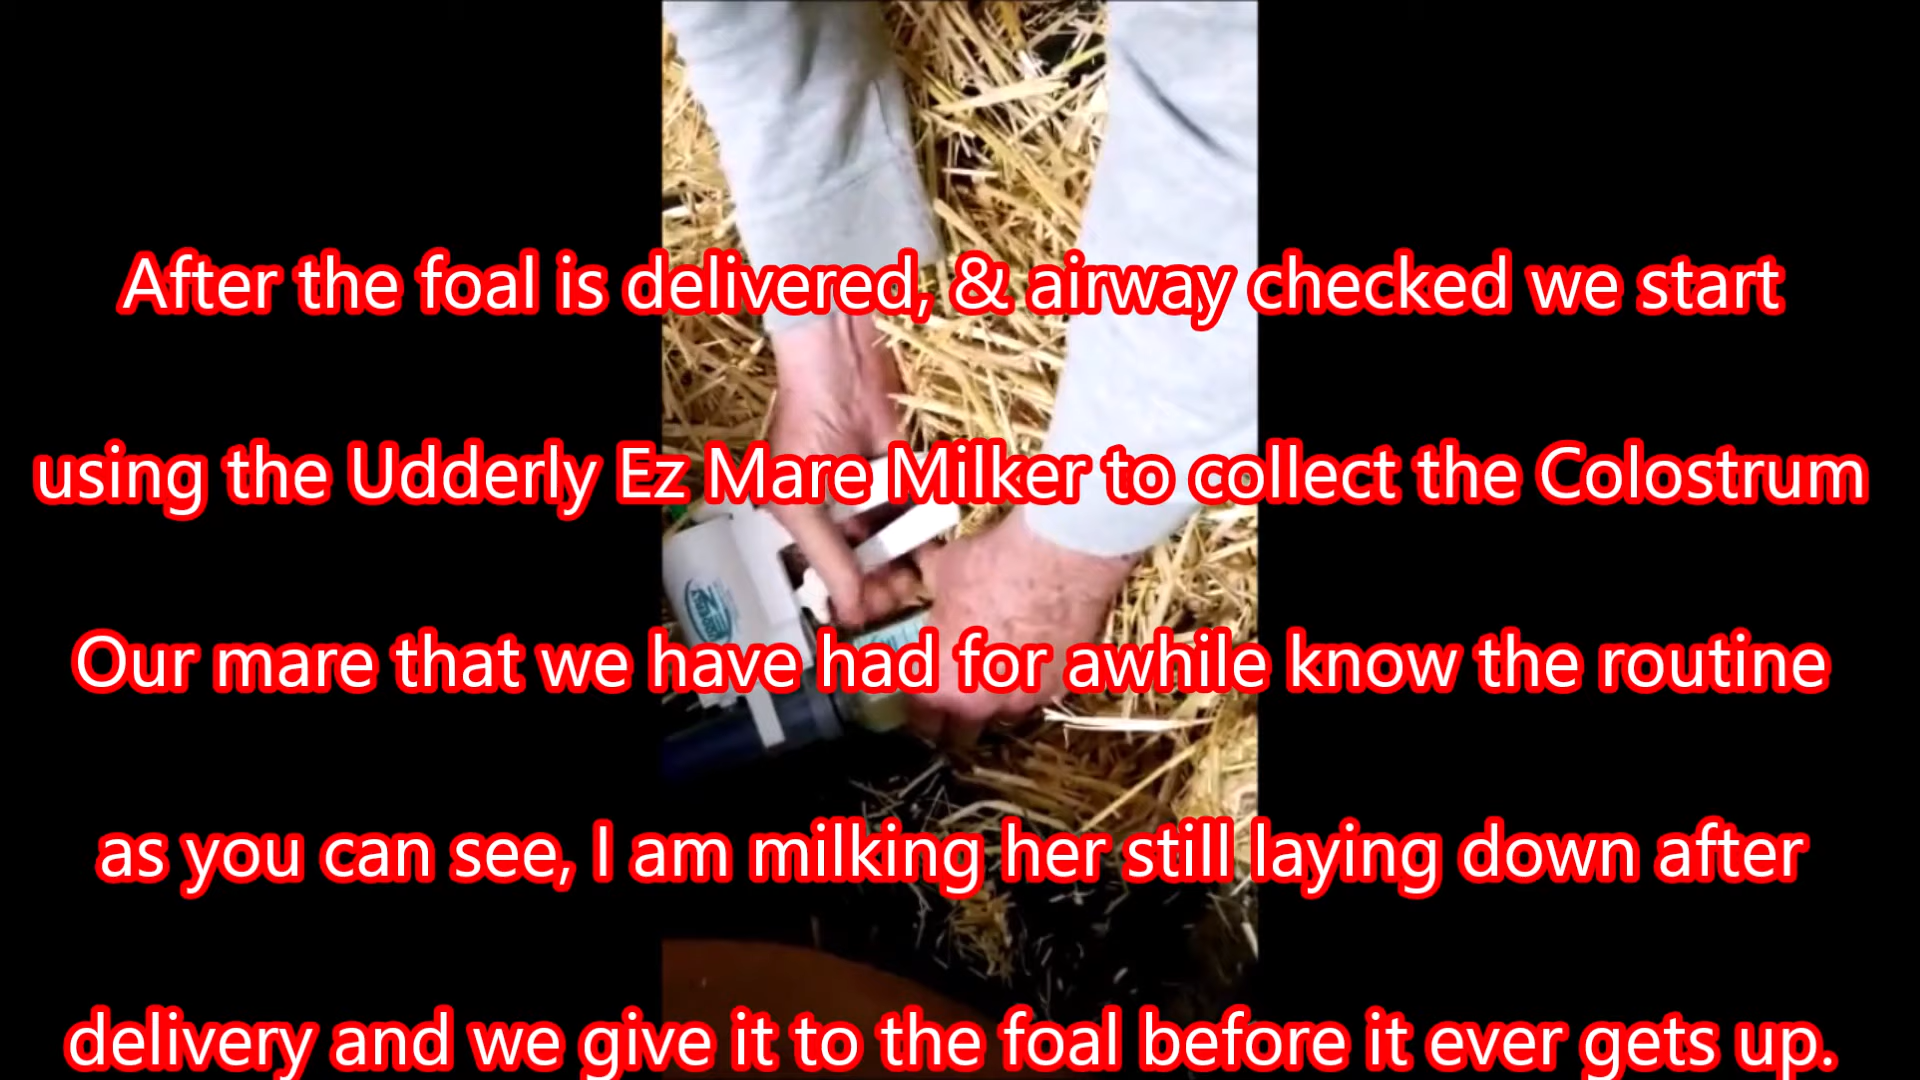 After the foal is delivered, & airway checked we start
using the Udderly Ez Mare Milker to collect the Colostrum
Our mare that we have had for awhile know the routine
as you can see, I am milking her still laying down after
delivery and we give it to the foal before it ever gets up.